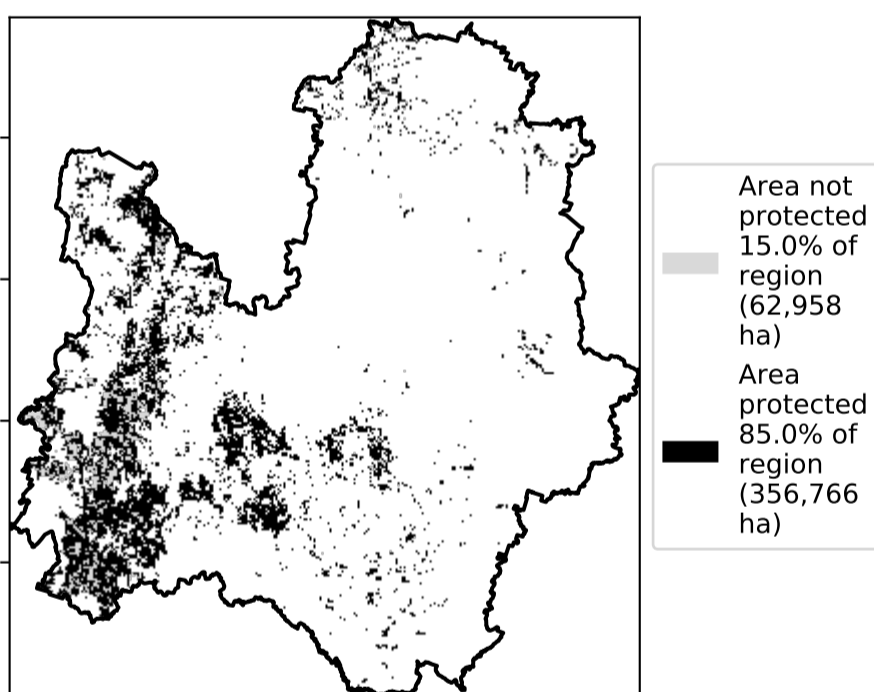 Area not
protected
15.0% of
region
(62,958
ha)
Area
protected
85.0% of
region
(356,766
ha)